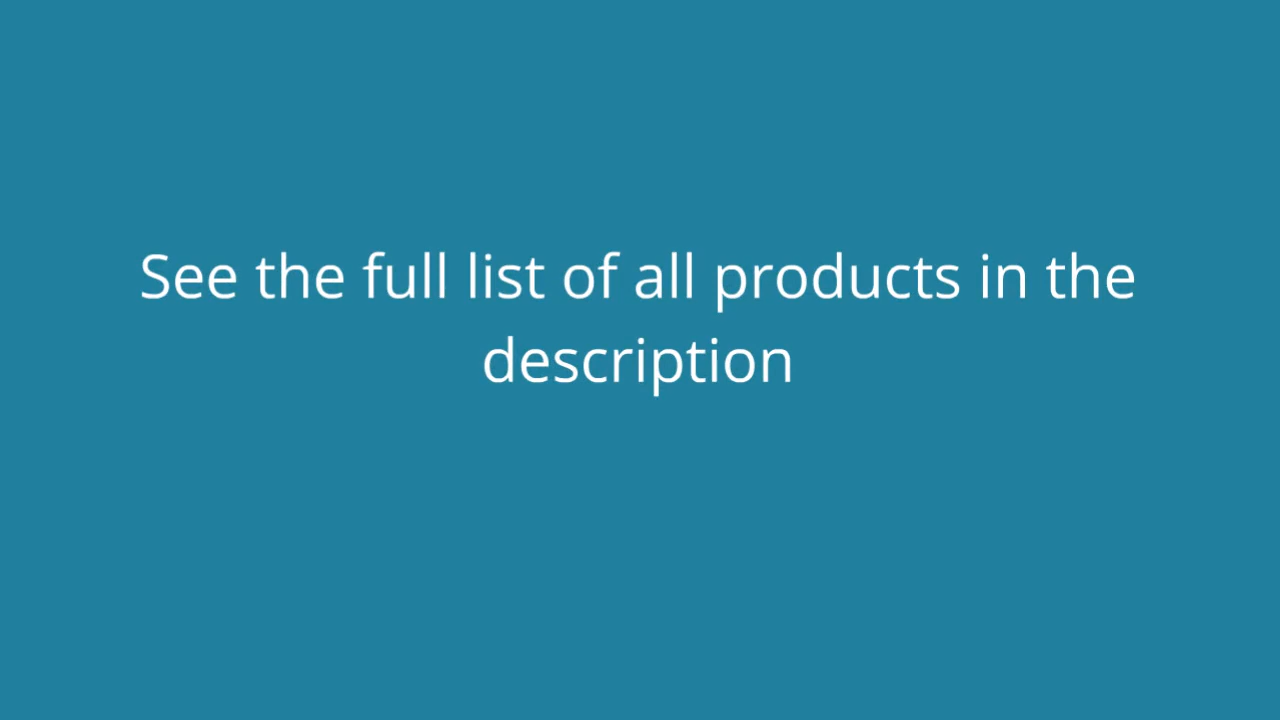 See the full list of all products in the
description